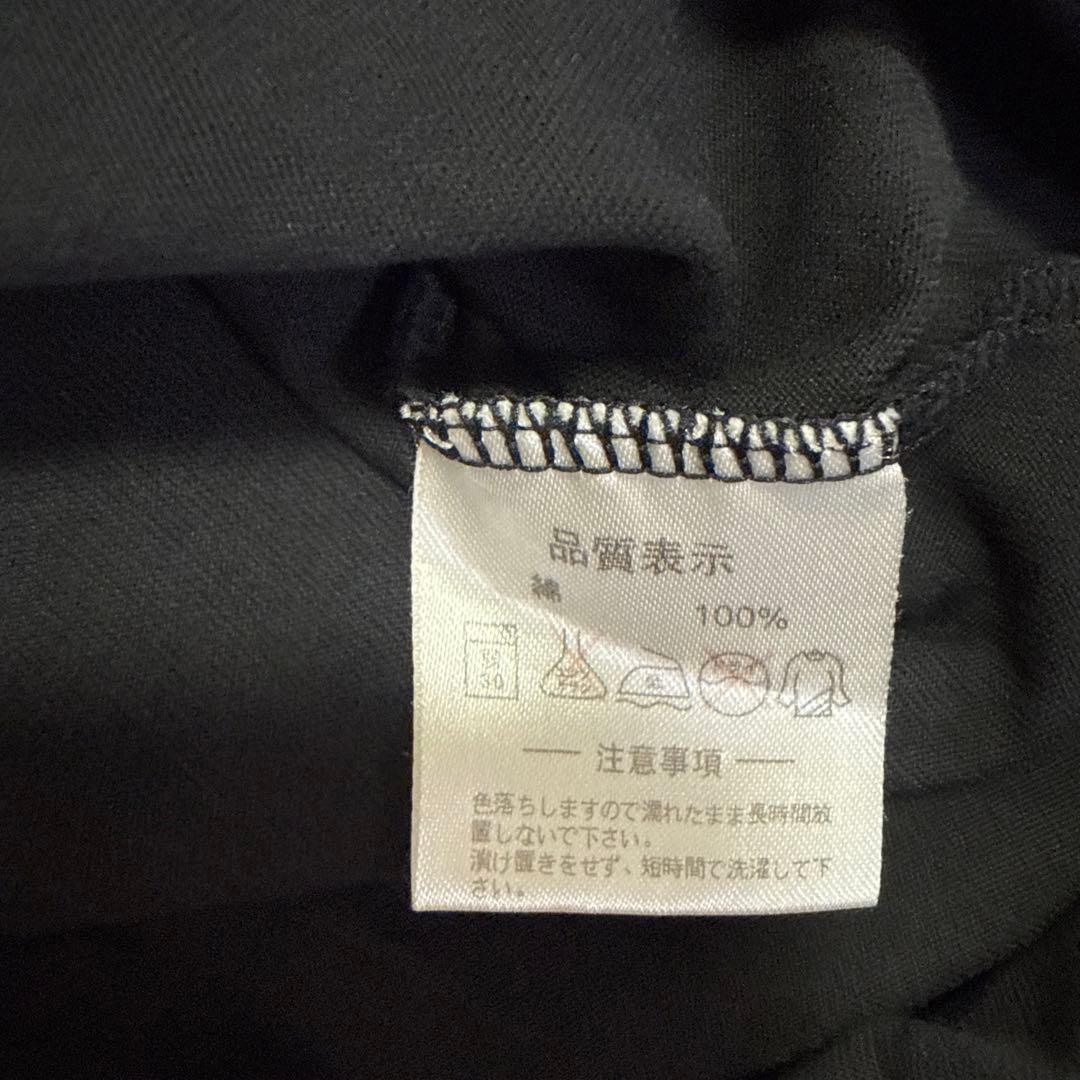 品質表示
綿
100%
30
注意事項
色落ちしますので濡れたまま長時間放
置しないで下さい。
漬け置きをせず、短時間で洗濯して下
さい。